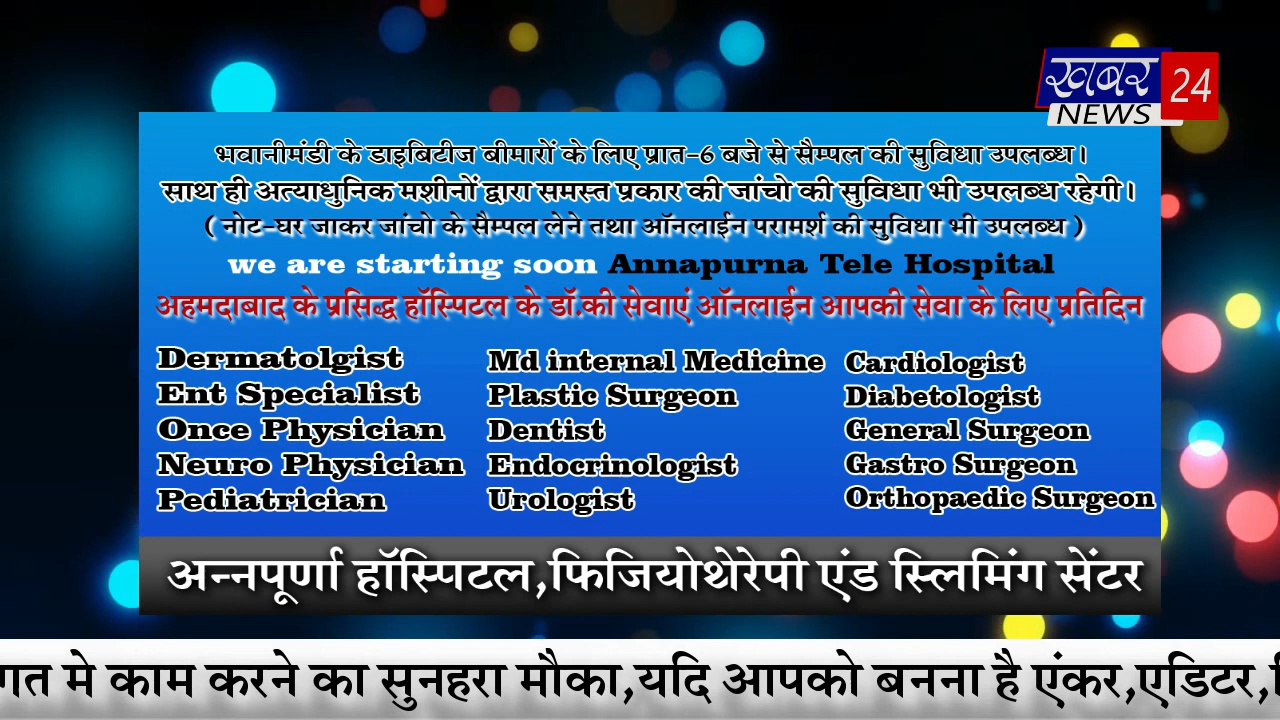 खबर 24
NEWS
भवानीमंडी के डाइबिटीज बीमारों के लिए प्रात-6 बजे से सैम्पल की सुविधा उपलब्ध।
साथ ही अत्याधुनिक मशीनों द्वारा समस्त प्रकार की जांचो की सुविधा भी उपलब्ध रहेगी।
( नोट-घर जाकर जांचो के सैम्पल लेने तथा ऑनलाईन परामर्श की सुविधा भी उपलब्ध )
we are starting soon Annapurna Tele Hospital
अहमदाबाद के प्रसिद्ध हॉस्पिटल के डॉ.की सेवाएं ऑनलाईन आपकी सेवा के लिए प्रतिदिन
Dermatolgist Md internal Medicine Cardiologist
Ent Specialist Plastic Surgeon Diabetologist
Once Physician Dentist General Surgeon
Neuro Physician Endocrinologist Gastro Surgeon
Pediatrician Urologist Orthopaedic Surgeon
अन्नपूर्णा हॉस्पिटल,फिजियोथेरेपी एंड स्लिमिंग सेंटर
गत मे काम करने का सुनहरा मौका,यदि आपको बनना है एंकर,एडिटर,